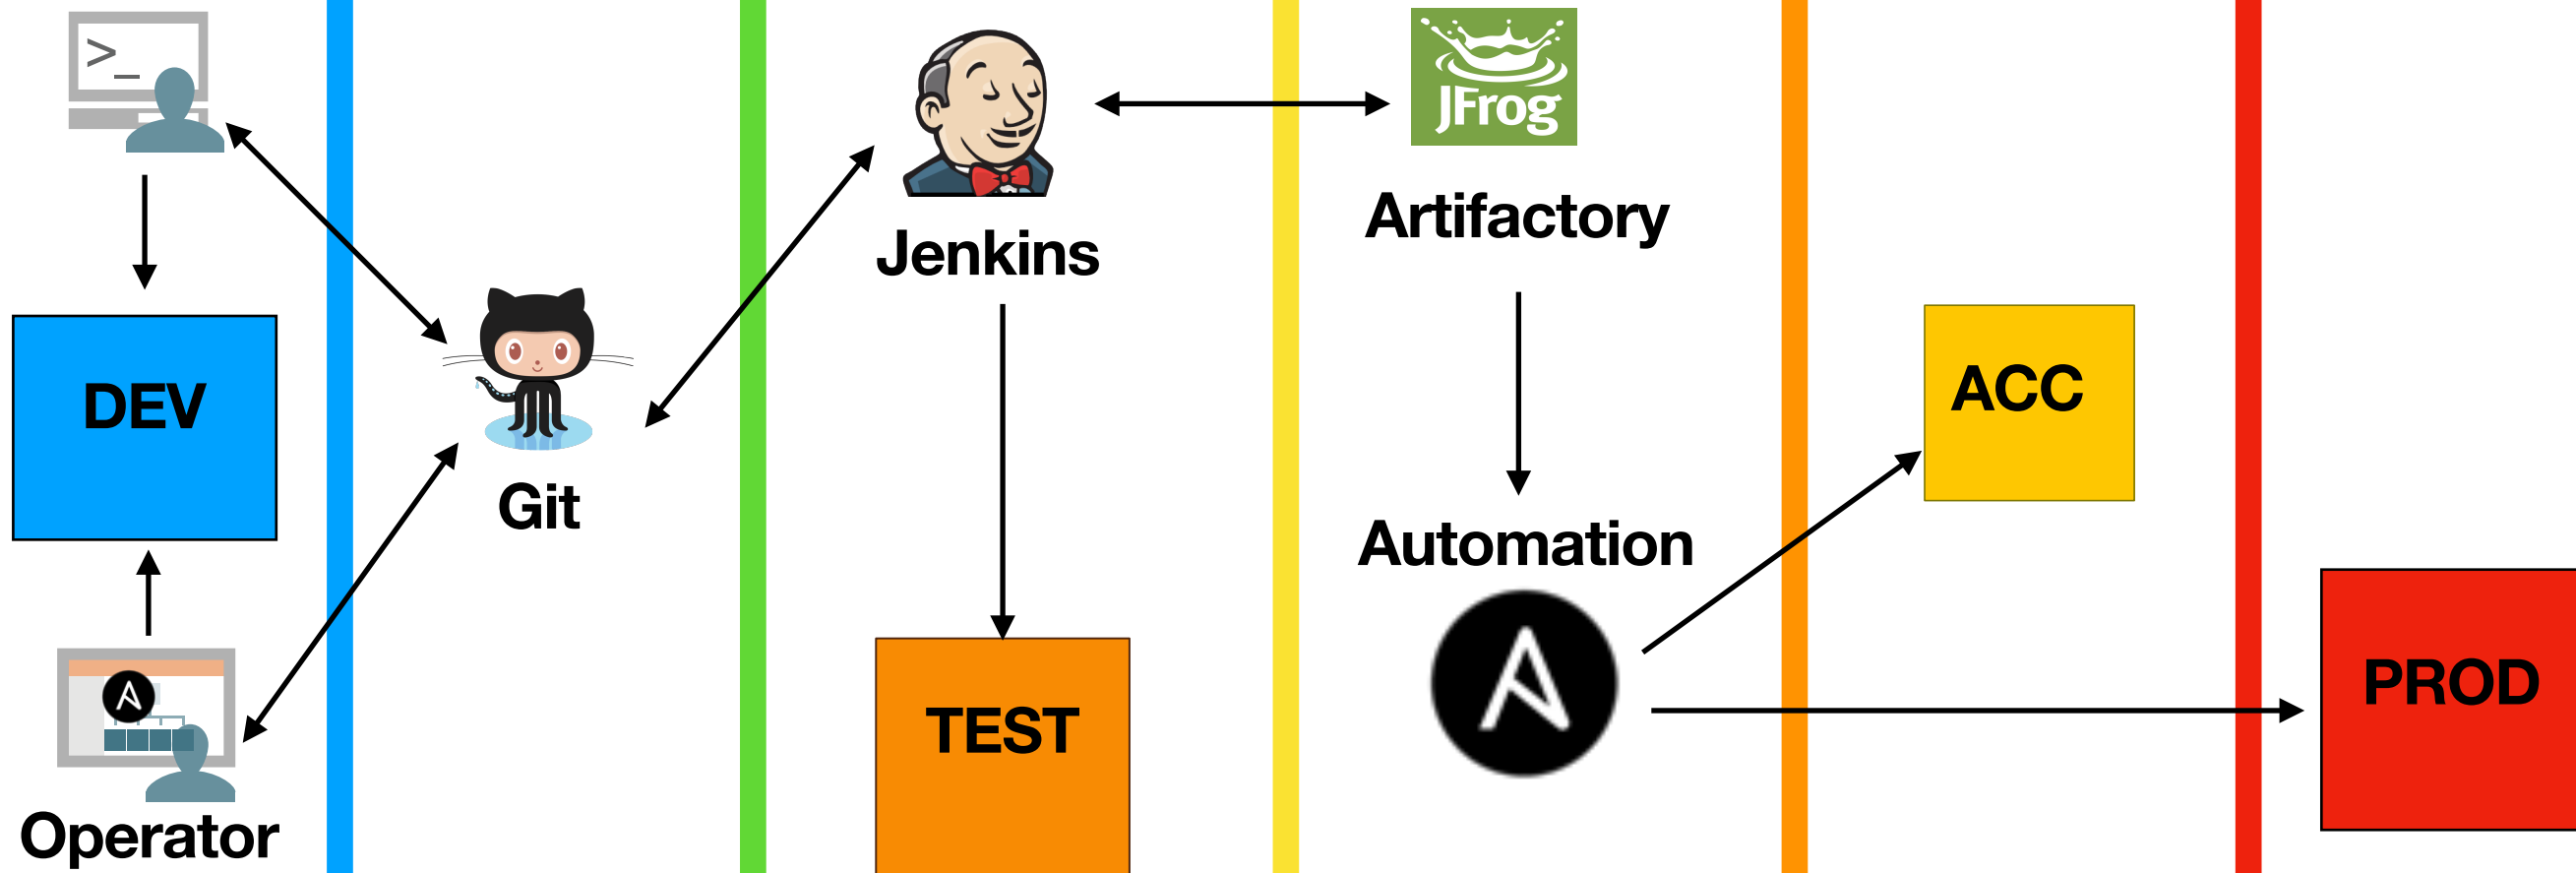 >_
DEV
Operator
Git
Jenkins
TEST
JFrog
Artifactory
Automation
ACC
PROD